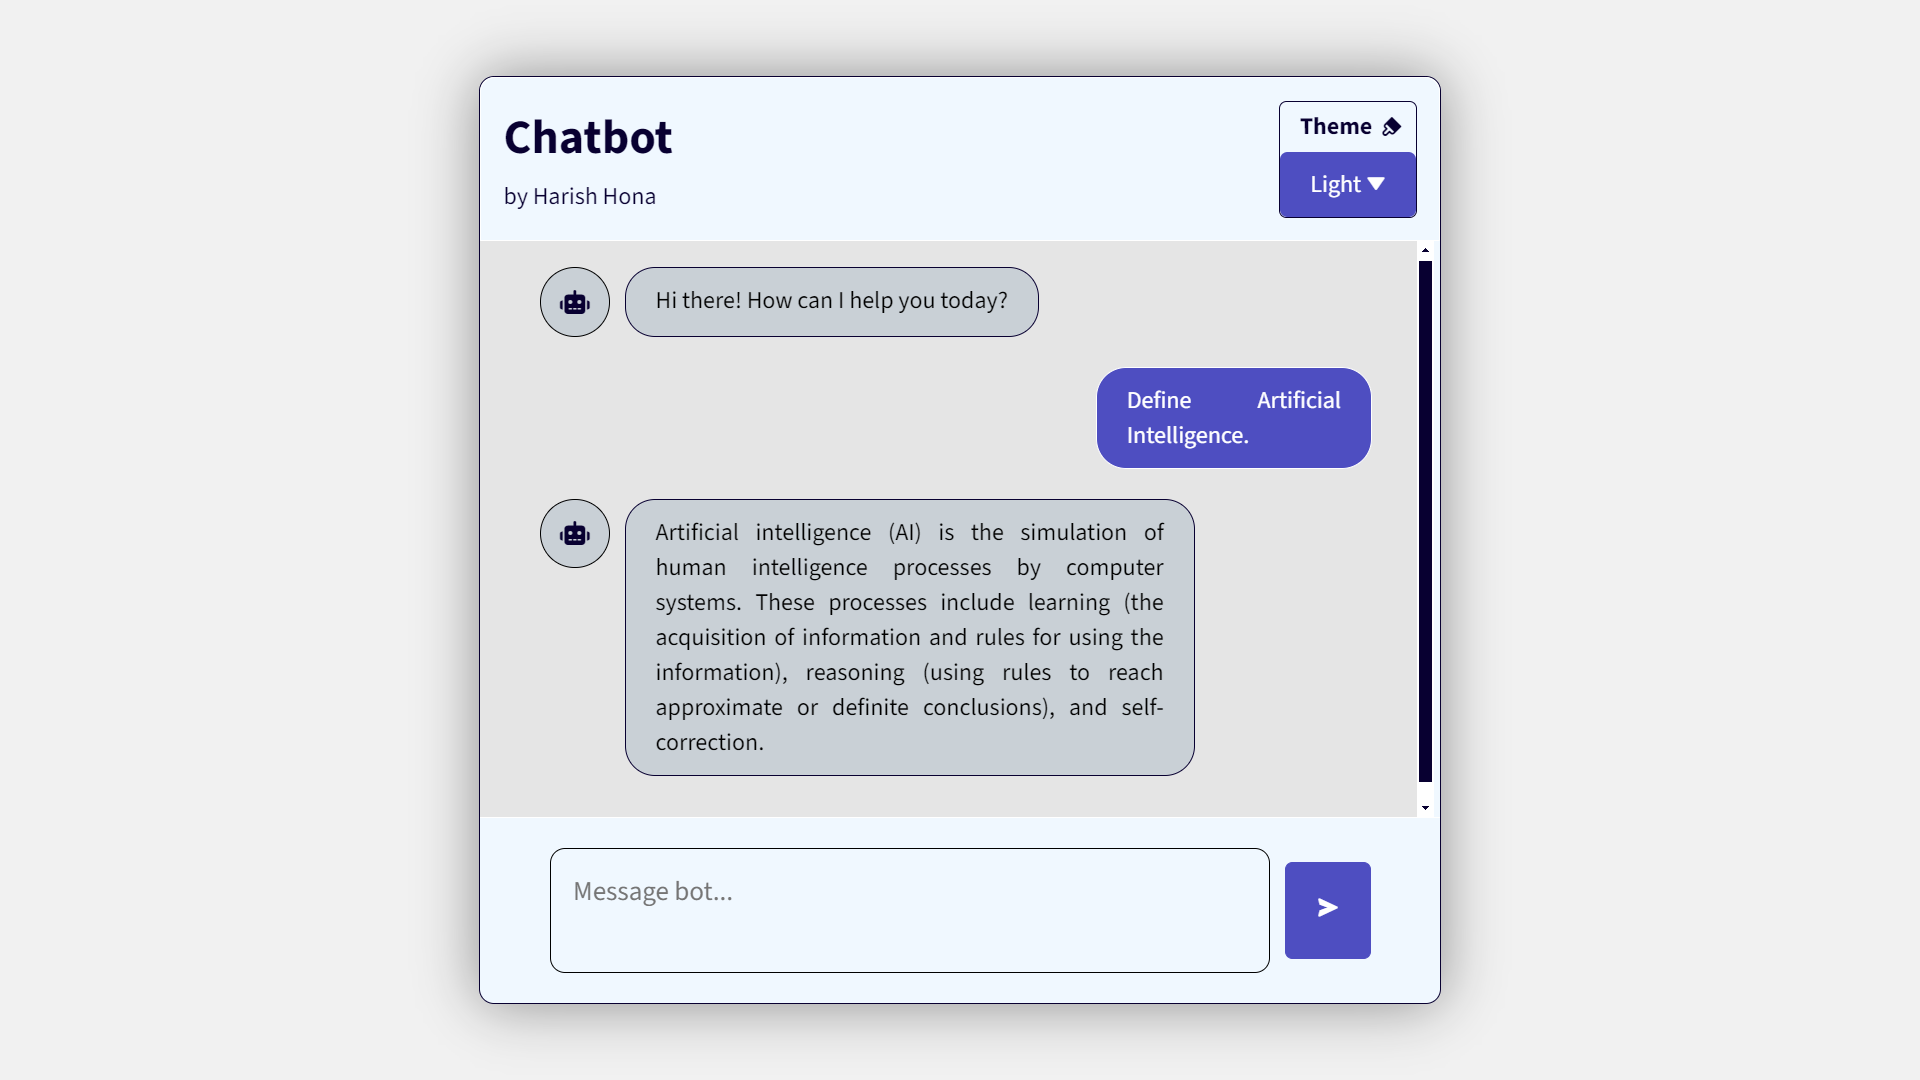 Chatbot
by Harish Hona
Theme
Light
Hi there! How can I help you today?
Define Artificial
Intelligence.
Artificial intelligence (AI) is the simulation of
human intelligence processes by computer
systems. These processes include learning (the
acquisition of information and rules for using the
information), reasoning (using rules to reach
approximate or definite conclusions), and self-
correction.
Message bot...